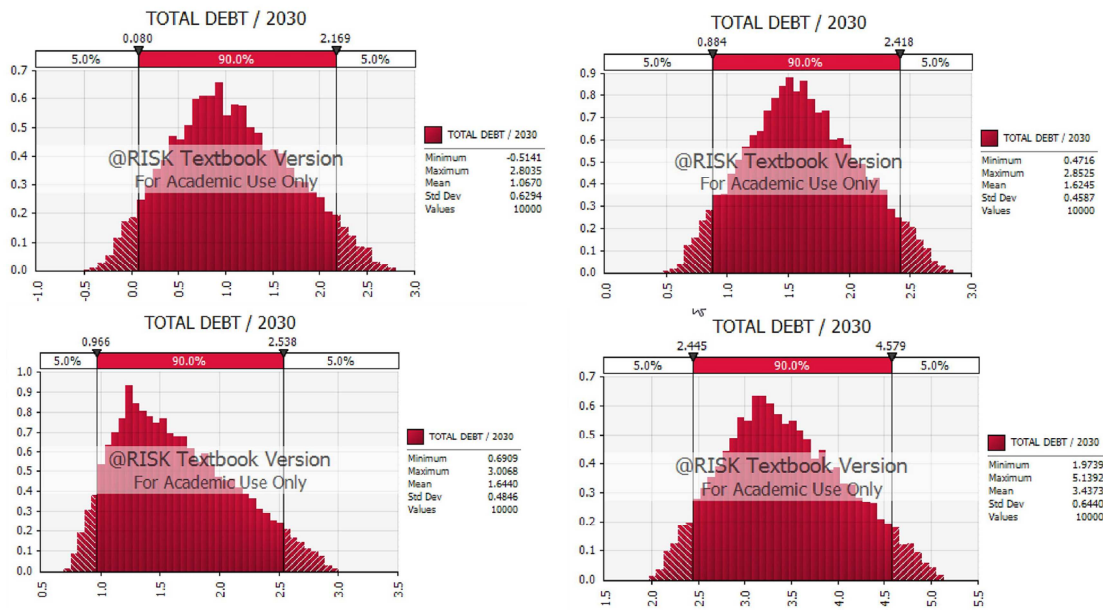 TOTAL DEBT / 2030
0.080 2.169
5.0% 90.0% 5.0%
0.7
0.6
0.5
0.4
0.3
0.2
0.1
0.0
-1.0 -0.5 0.0 0.5 1.0 1.5 2.0 2.5 3.0
@RISK Textbook Version
For Academic Use Only
TOTAL DEBT / 2030
Minimum -0.5141
Maximum 2.8035
Mean 1.0670
Std Dev 0.6294
Values 10000
TOTAL DEBT / 2030
0.884 2.418
5.0% 90.0% 5.0%
0.9
0.8
0.7
0.6
0.5
0.4
0.3
0.2
0.1
0.0
0.0 0.5 1.0 1.5 2.0 2.5 3.0
@RISK Textbook Version
For Academic Use Only
TOTAL DEBT / 2030
Minimum 0.4716
Maximum 2.8525
Mean 1.6245
Std Dev 0.4587
Values 10000
TOTAL DEBT / 2030
0.966 2.538
5.0% 90.0% 5.0%
1.0
0.9
0.8
0.7
0.6
0.5
0.4
0.3
0.2
0.1
0.0
0.5 1.0 1.5 2.0 2.5 3.0 3.5
@RISK Textbook Version
For Academic Use Only
TOTAL DEBT / 2030
Minimum 0.6909
Maximum 3.0068
Mean 1.6440
Std Dev 0.4846
Values 10000
TOTAL DEBT / 2030
2.445 4.579
5.0% 90.0% 5.0%
0.7
0.6
0.5
0.4
0.3
0.2
0.1
0.0
1.5 2.0 2.5 3.0 3.5 4.0 4.5 5.0 5.5
@RISK Textbook Version
For Academic Use Only
TOTAL DEBT / 2030
Minimum 1.9739
Maximum 5.1392
Mean 3.4373
Std Dev 0.6440
Values 10000